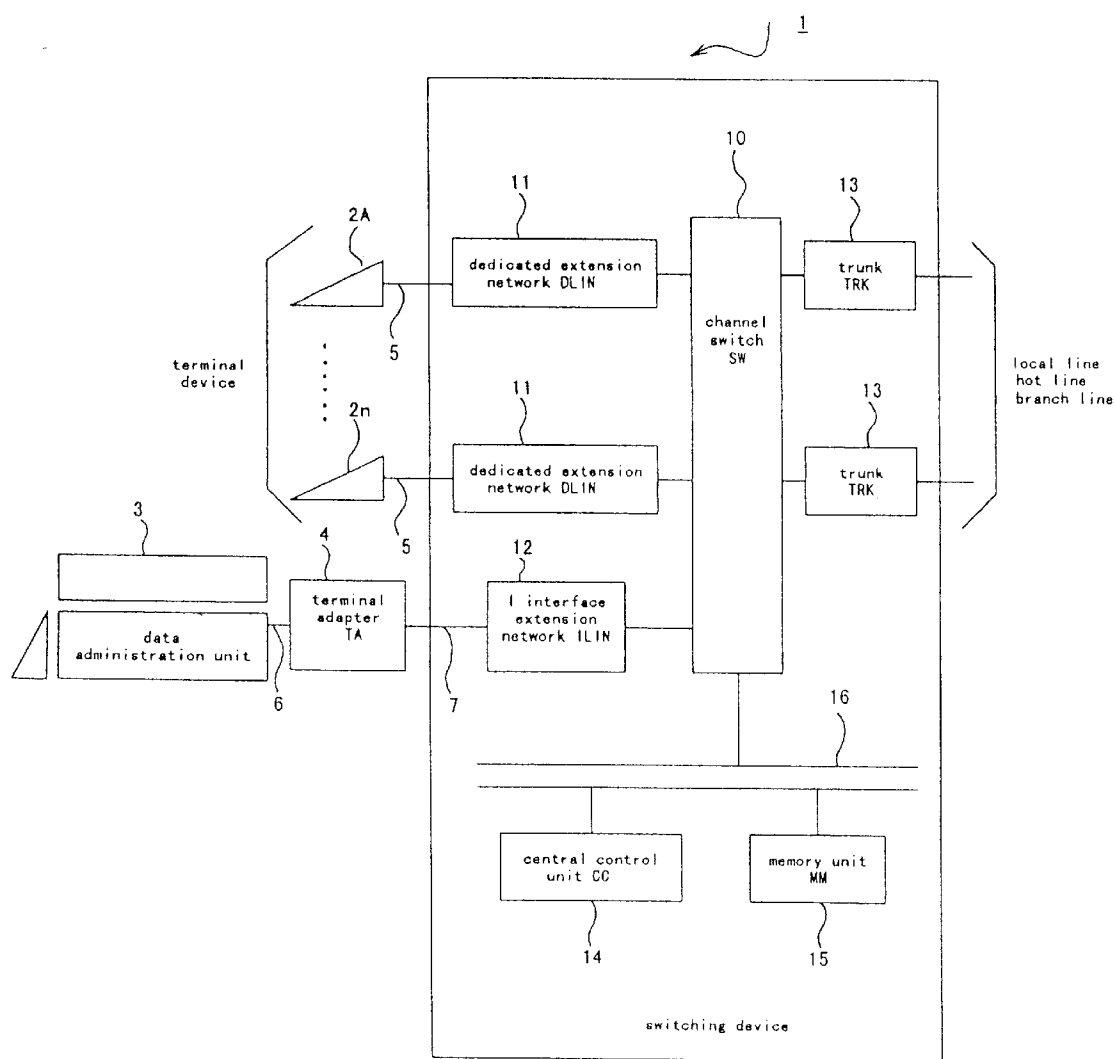 1
10
11
13
2A
dedicated extension
network DLIN
trunk
TRK
channel
switch
SW
5
terminal
device
local line
hot line
branch line
11
13
2n
dedicated extension
network DLIN
trunk
TRK
3
4
5
12
terminal
adapter
TA
I interface
extension
network ILIN
data
administration unit
6
7
16
central control
unit CC
memory unit
MM
14
15
switching device